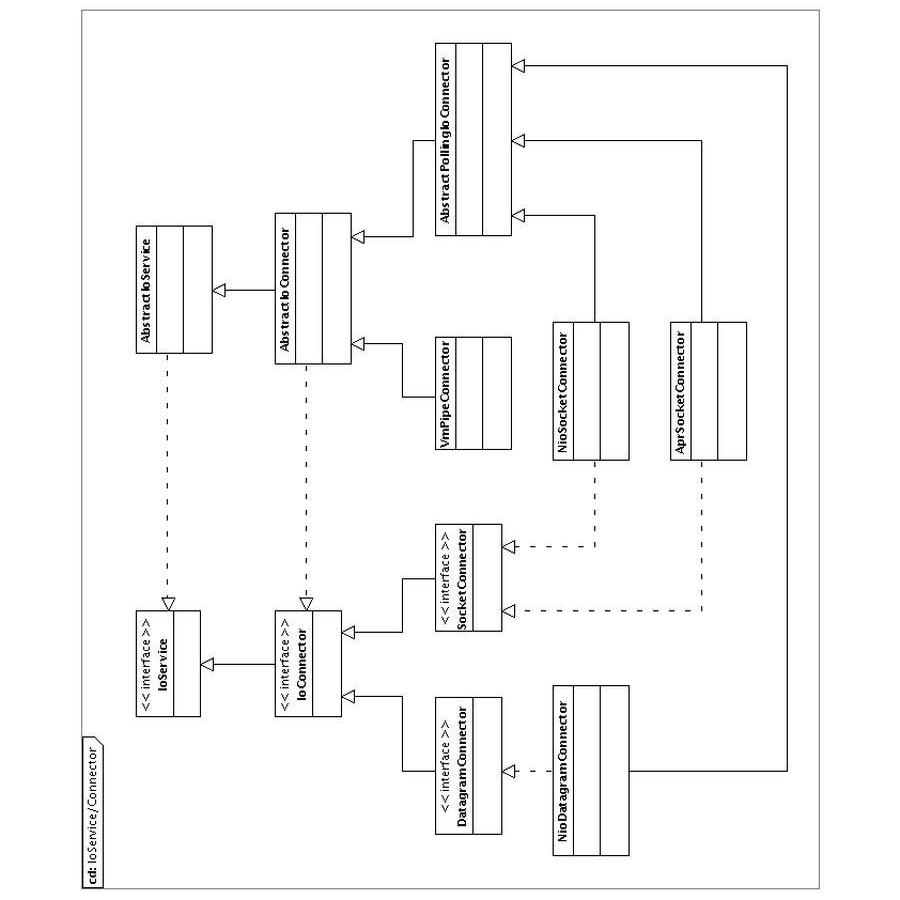 cd: IoService/Connector
<< interface >>
IoService
AbstractIoService
<< interface >>
IoConnector
AbstractIoConnector
<< interface >>
DatagramConnector
<< interface >>
SocketConnector
VmPipeConnector
AbstractPollingIoConnector
NioDatagramConnector
NioSocketConnector
AprSocketConnector